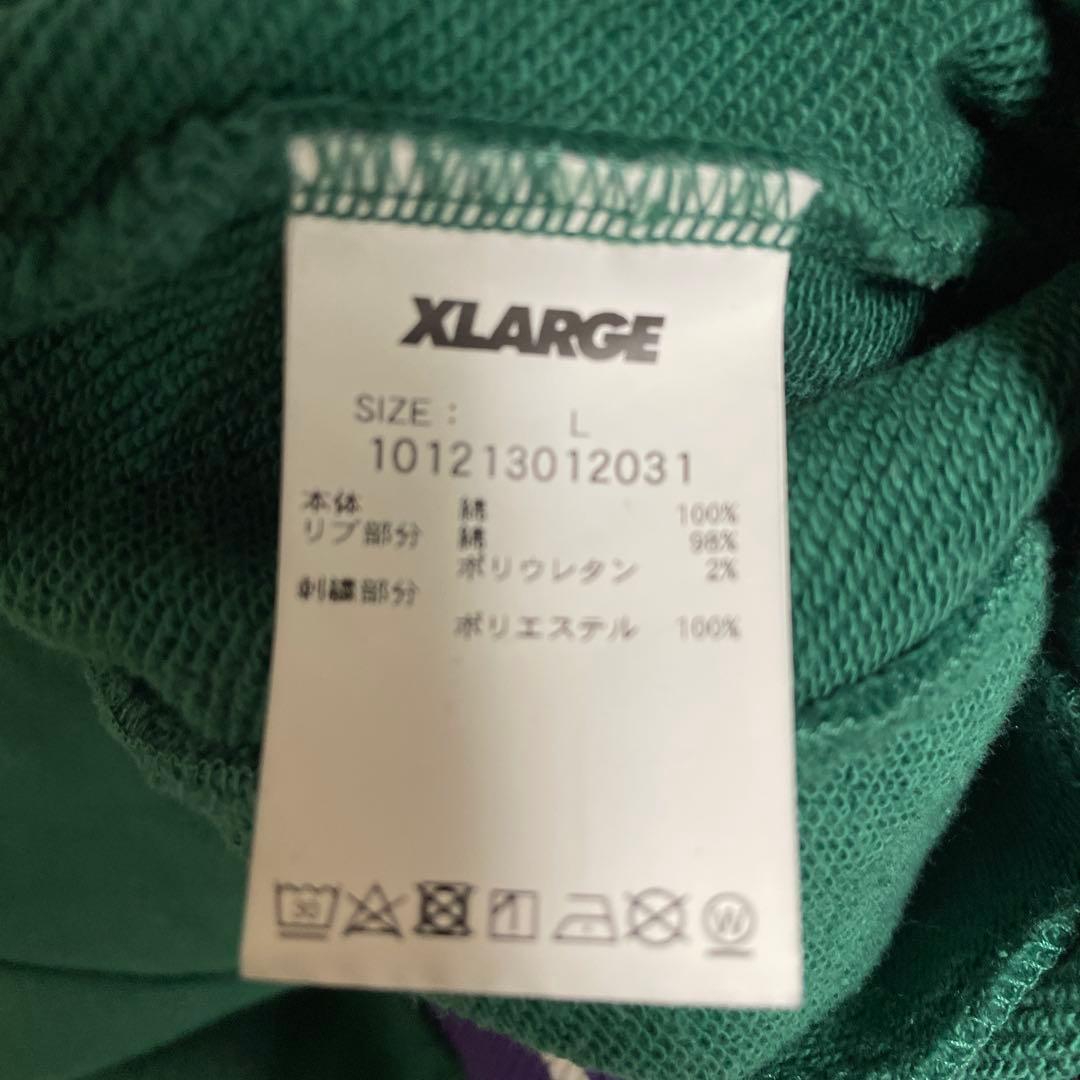 XLARGE
SIZE : L
101213012031
本体 綿 100%
リブ部分 綿 98%
ポリウレタン 2%
刺繍部分
ポリエステル 100%
30
W